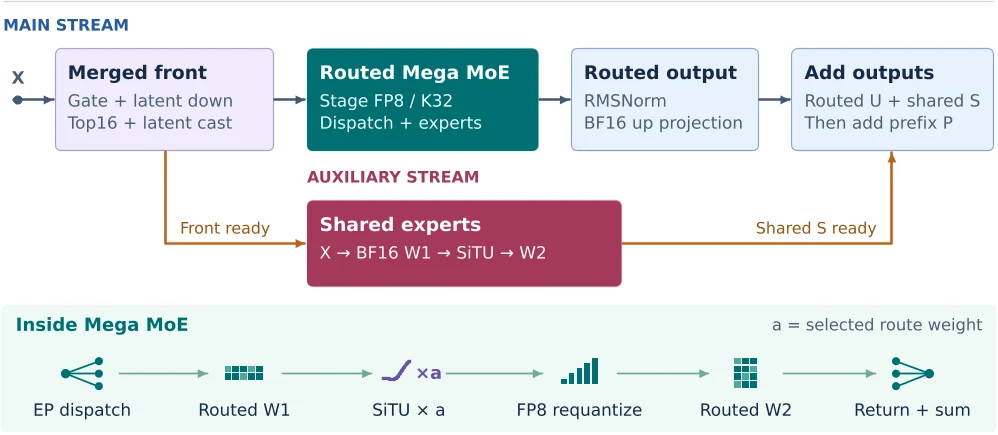 MAIN STREAM
X
Merged front
Gate + latent down
Top16 + latent cast
Routed Mega MoE
Stage FP8 / K32
Dispatch + experts
Routed output
RMSNorm
BF16 up projection
Add outputs
Routed U + shared S
Then add prefix P
AUXILIARY STREAM
Front ready
Shared experts
X → BF16 W1 → SiTU → W2
Shared S ready
Inside Mega MoE
a = selected route weight
×a
EP dispatch
Routed W1
SiTU × a
FP8 requantize
Routed W2
Return + sum